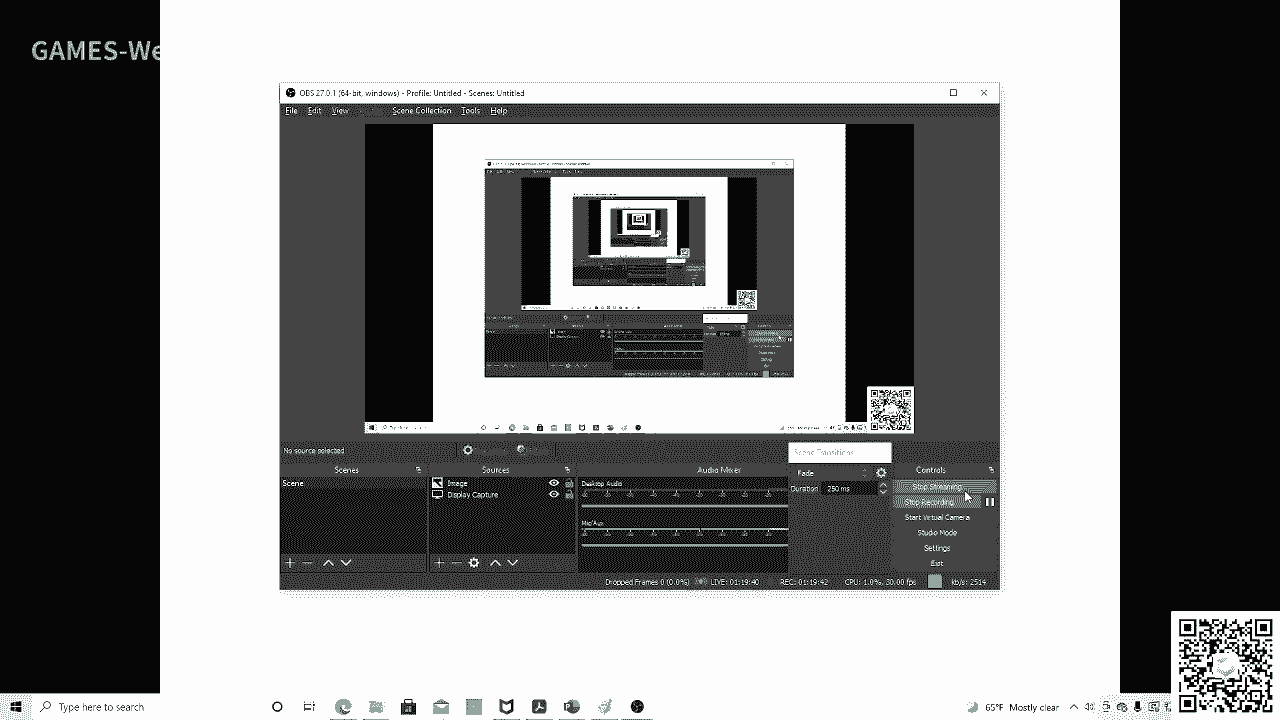 GAMES-We
OBS 27.0.1 (64-bit, windows) - Profile: Untitled - Scenes: Untitled
File Edit View Scene Collection Tools Help
No source selected
Scenes
Scene
Sources
Image
Display Capture
Audio Mixer
Desktop Audio
Mic/Aux
Scene Transitions
Fade
Duration 250 ms
Controls
Stop Streaming
Stop Recording
Start Virtual Camera
Studio Mode
Settings
Exit
Dropped Frames 0 (0.0%) LIVE: 01:19:40 REC: 01:19:42 CPU: 1.0%, 30.00 fps kb/s: 2514
Type here to search
65°F Mostly clear